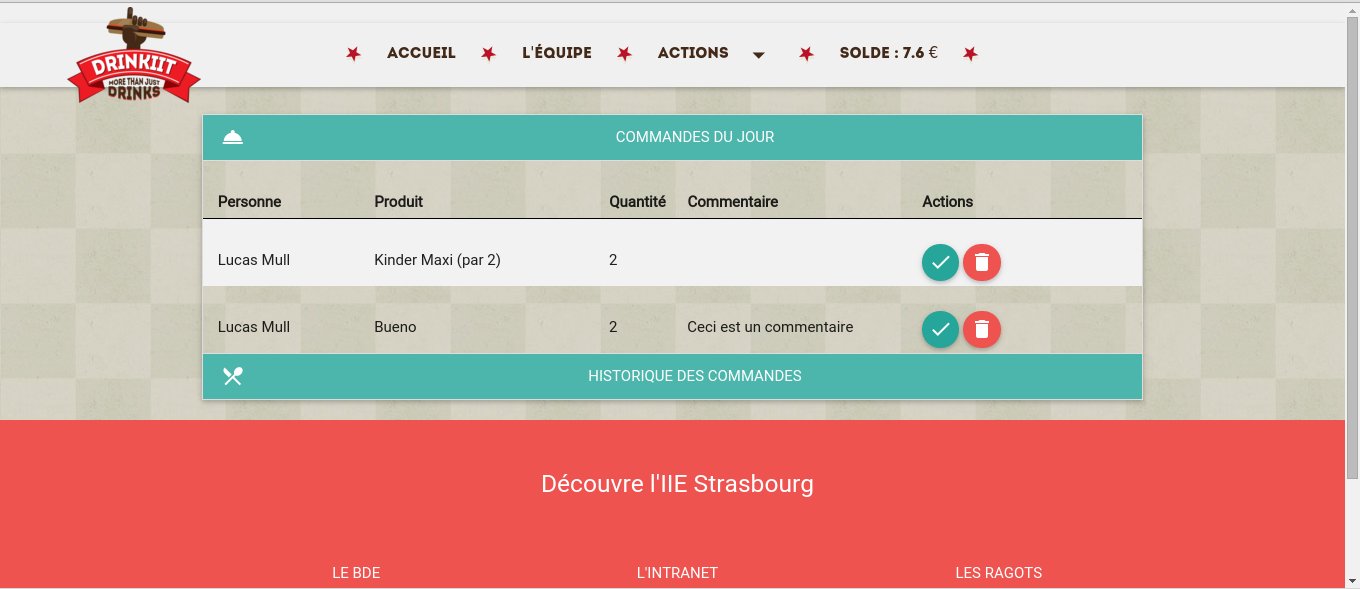 DRINKIIT
MORE THAN JUST
DRINKS
ACCUEIL L'ÉQUIPE ACTIONS SOLDE : 7.6 €
COMMANDES DU JOUR
Personne Produit Quantité Commentaire Actions
Lucas Mull Kinder Maxi (par 2) 2
Lucas Mull Bueno 2 Ceci est un commentaire
HISTORIQUE DES COMMANDES
Découvre l'IIE Strasbourg
LE BDE L'INTRANET LES RAGOTS